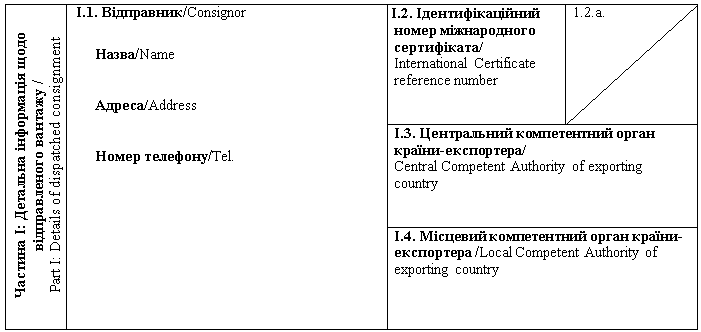 Частина I: Детальна інформація щодо
відправленого вантажу /
Part I: Details of dispatched consignment
I.1. Відправник/Consignor
Назва/Name
Адреса/Address
Номер телефону/Tel.
I.2. Ідентифікаційний
номер міжнародного
сертифіката/
International Certificate
reference number
1.2.a.
I.3. Центральний компетентний орган
країни-експортера/
Central Competent Authority of exporting
country
I.4. Місцевий компетентний орган країни-
експортера /Local Competent Authority of
exporting country